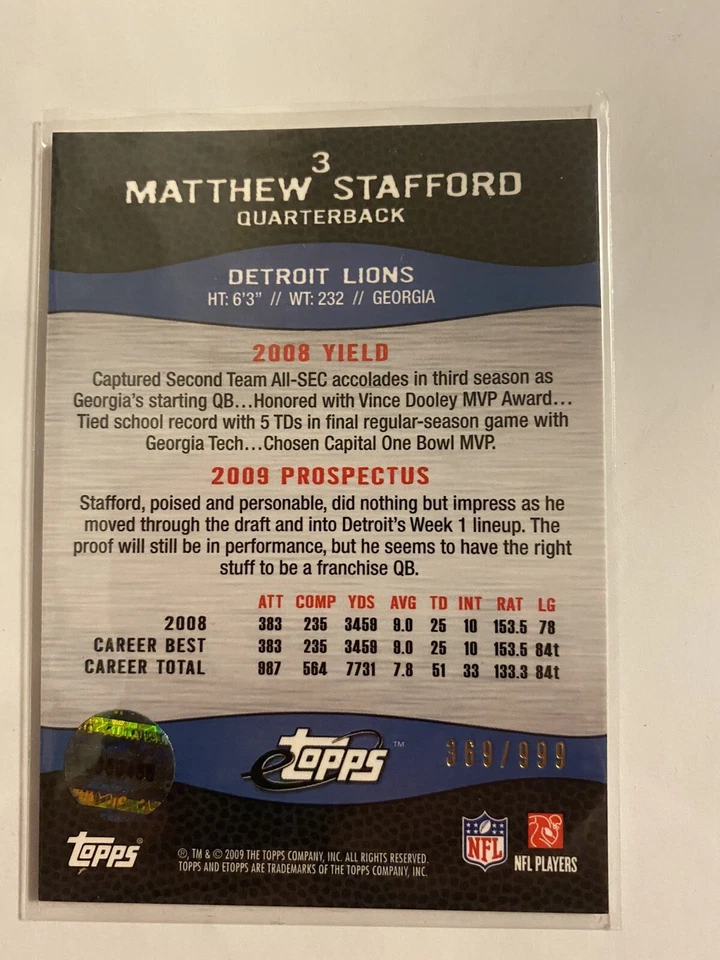 3
MATTHEW STAFFORD
QUARTERBACK
DETROIT LIONS
HT: 6'3" // WT: 232 // GEORGIA
2008 YIELD
Captured Second Team All-SEC accolades in third season as
Georgia's starting QB...Honored with Vince Dooley MVP Award...
Tied school record with 5 TDs in final regular-season game with
Georgia Tech...Chosen Capital One Bowl MVP.
2009 PROSPECTUS
Stafford, poised and personable, did nothing but impress as he
moved through the draft and into Detroit's Week 1 lineup. The
proof will still be in performance, but he seems to have the right
stuff to be a franchise QB.
ATT COMP YDS AVG TD INT RAT LG
2008 383 235 3459 9.0 25 10 153.5 78
CAREER BEST 383 235 3459 9.0 25 10 153.5 84t
CAREER TOTAL 987 564 7731 7.8 51 33 133.3 84t
etopps™ 369/999
Topps®
®, TM & © 2009 THE TOPPS COMPANY, INC. ALL RIGHTS RESERVED.
TOPPS AND ETOPPS ARE TRADEMARKS OF THE TOPPS COMPANY, INC.
NFL
NFL PLAYERS